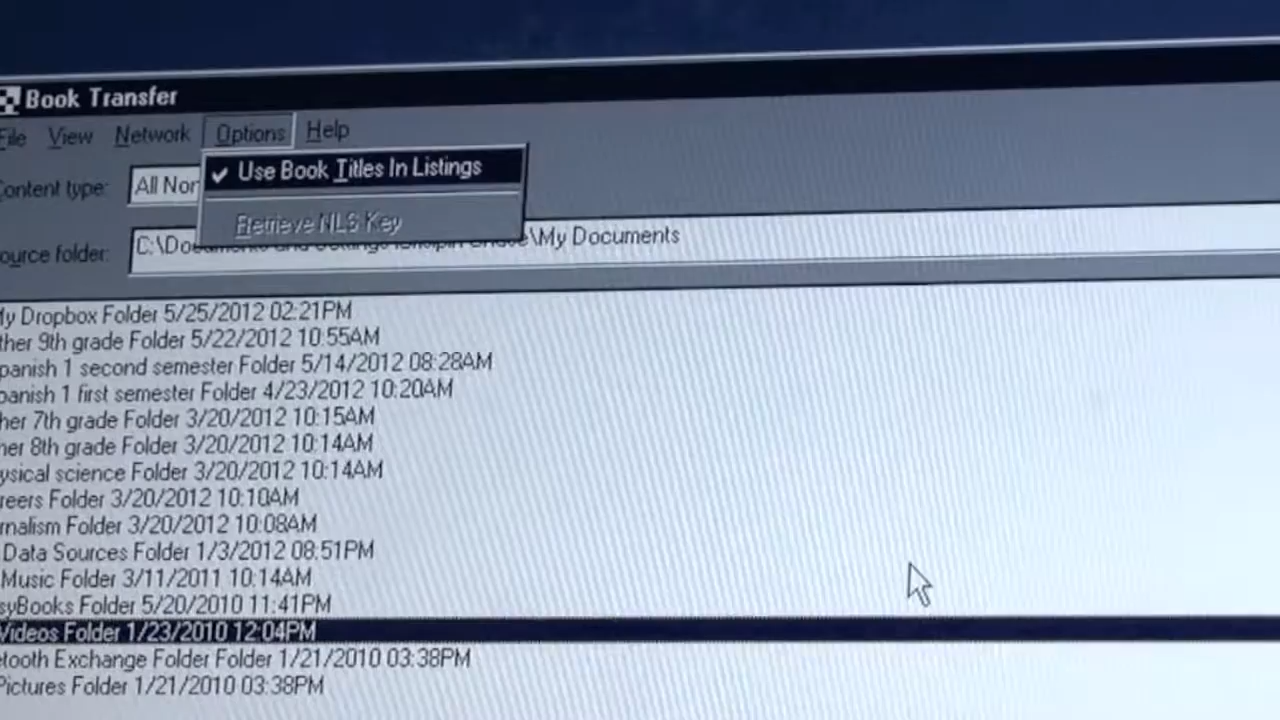 Book Transfer
File View Network Options Help
Use Book Titles In Listings
Content type: All Nor
Retrieve NLS Key
ource folder: C:\Documents and Settings \My Documents
My Dropbox Folder 5/25/2012 02:21PM
ther 9th grade Folder 5/22/2012 10:55AM
panish 1 second semester Folder 5/14/2012 08:28AM
panish 1 first semester Folder 4/23/2012 10:20AM
her 7th grade Folder 3/20/2012 10:15AM
her 8th grade Folder 3/20/2012 10:14AM
ysical science Folder 3/20/2012 10:14AM
reers Folder 3/20/2012 10:10AM
rnalism Folder 3/20/2012 10:08AM
Data Sources Folder 1/3/2012 08:51PM
Music Folder 3/11/2011 10:14AM
syBooks Folder 5/20/2010 11:41PM
Videos Folder 1/23/2010 12:04PM
etooth Exchange Folder Folder 1/21/2010 03:38PM
Pictures Folder 1/21/2010 03:38PM